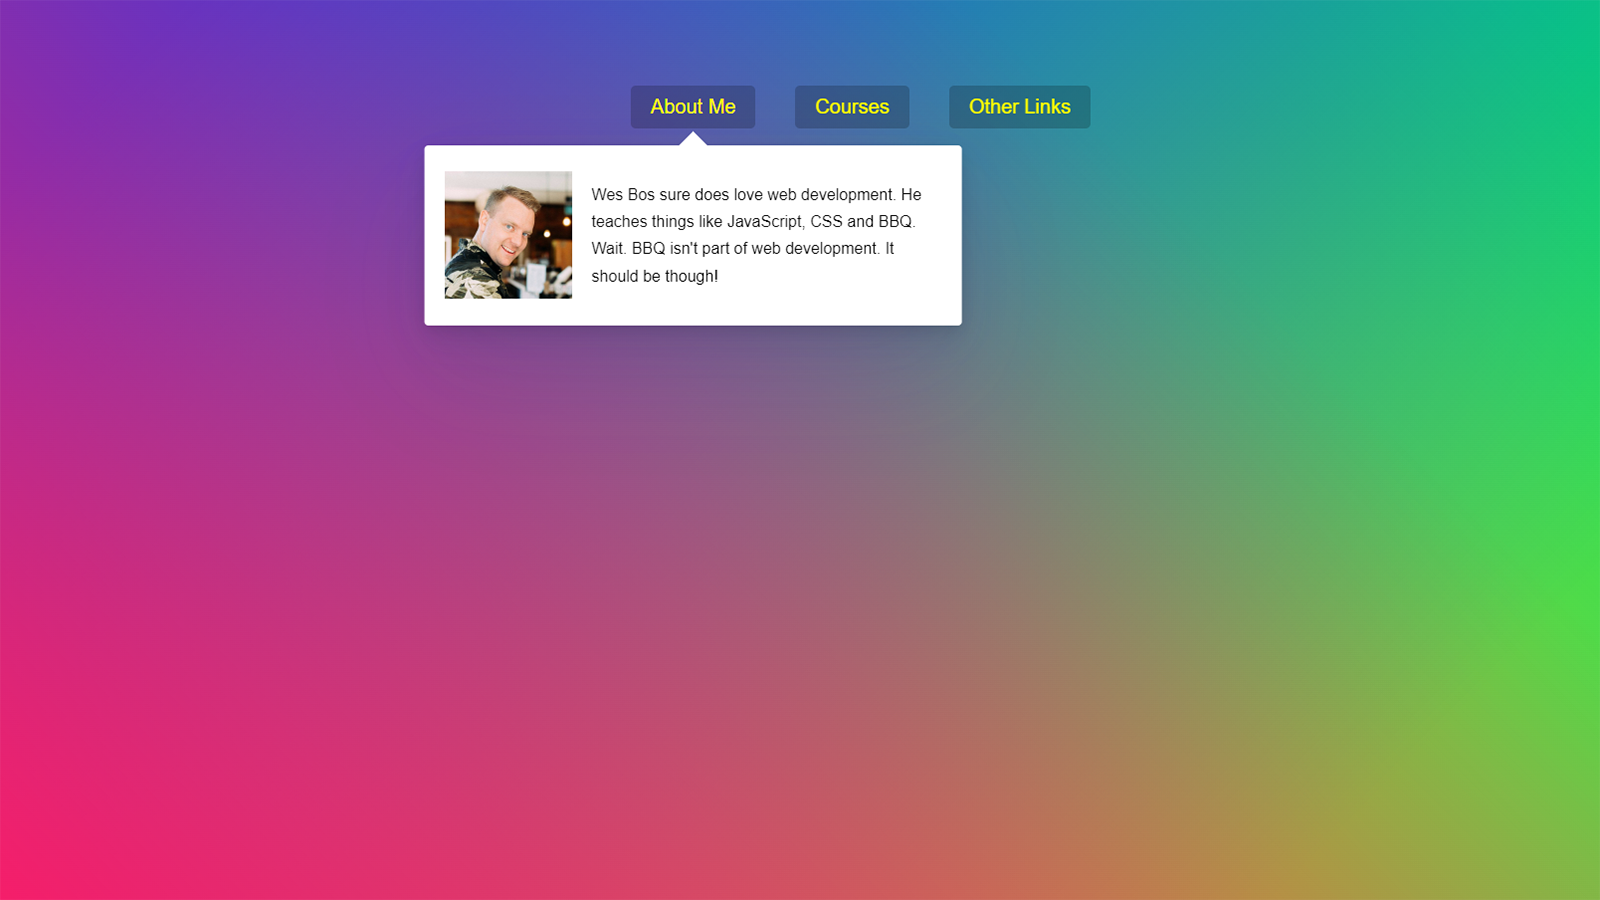 About Me
Courses
Other Links
Wes Bos sure does love web development. He
teaches things like JavaScript, CSS and BBQ.
Wait. BBQ isn't part of web development. It
should be though!